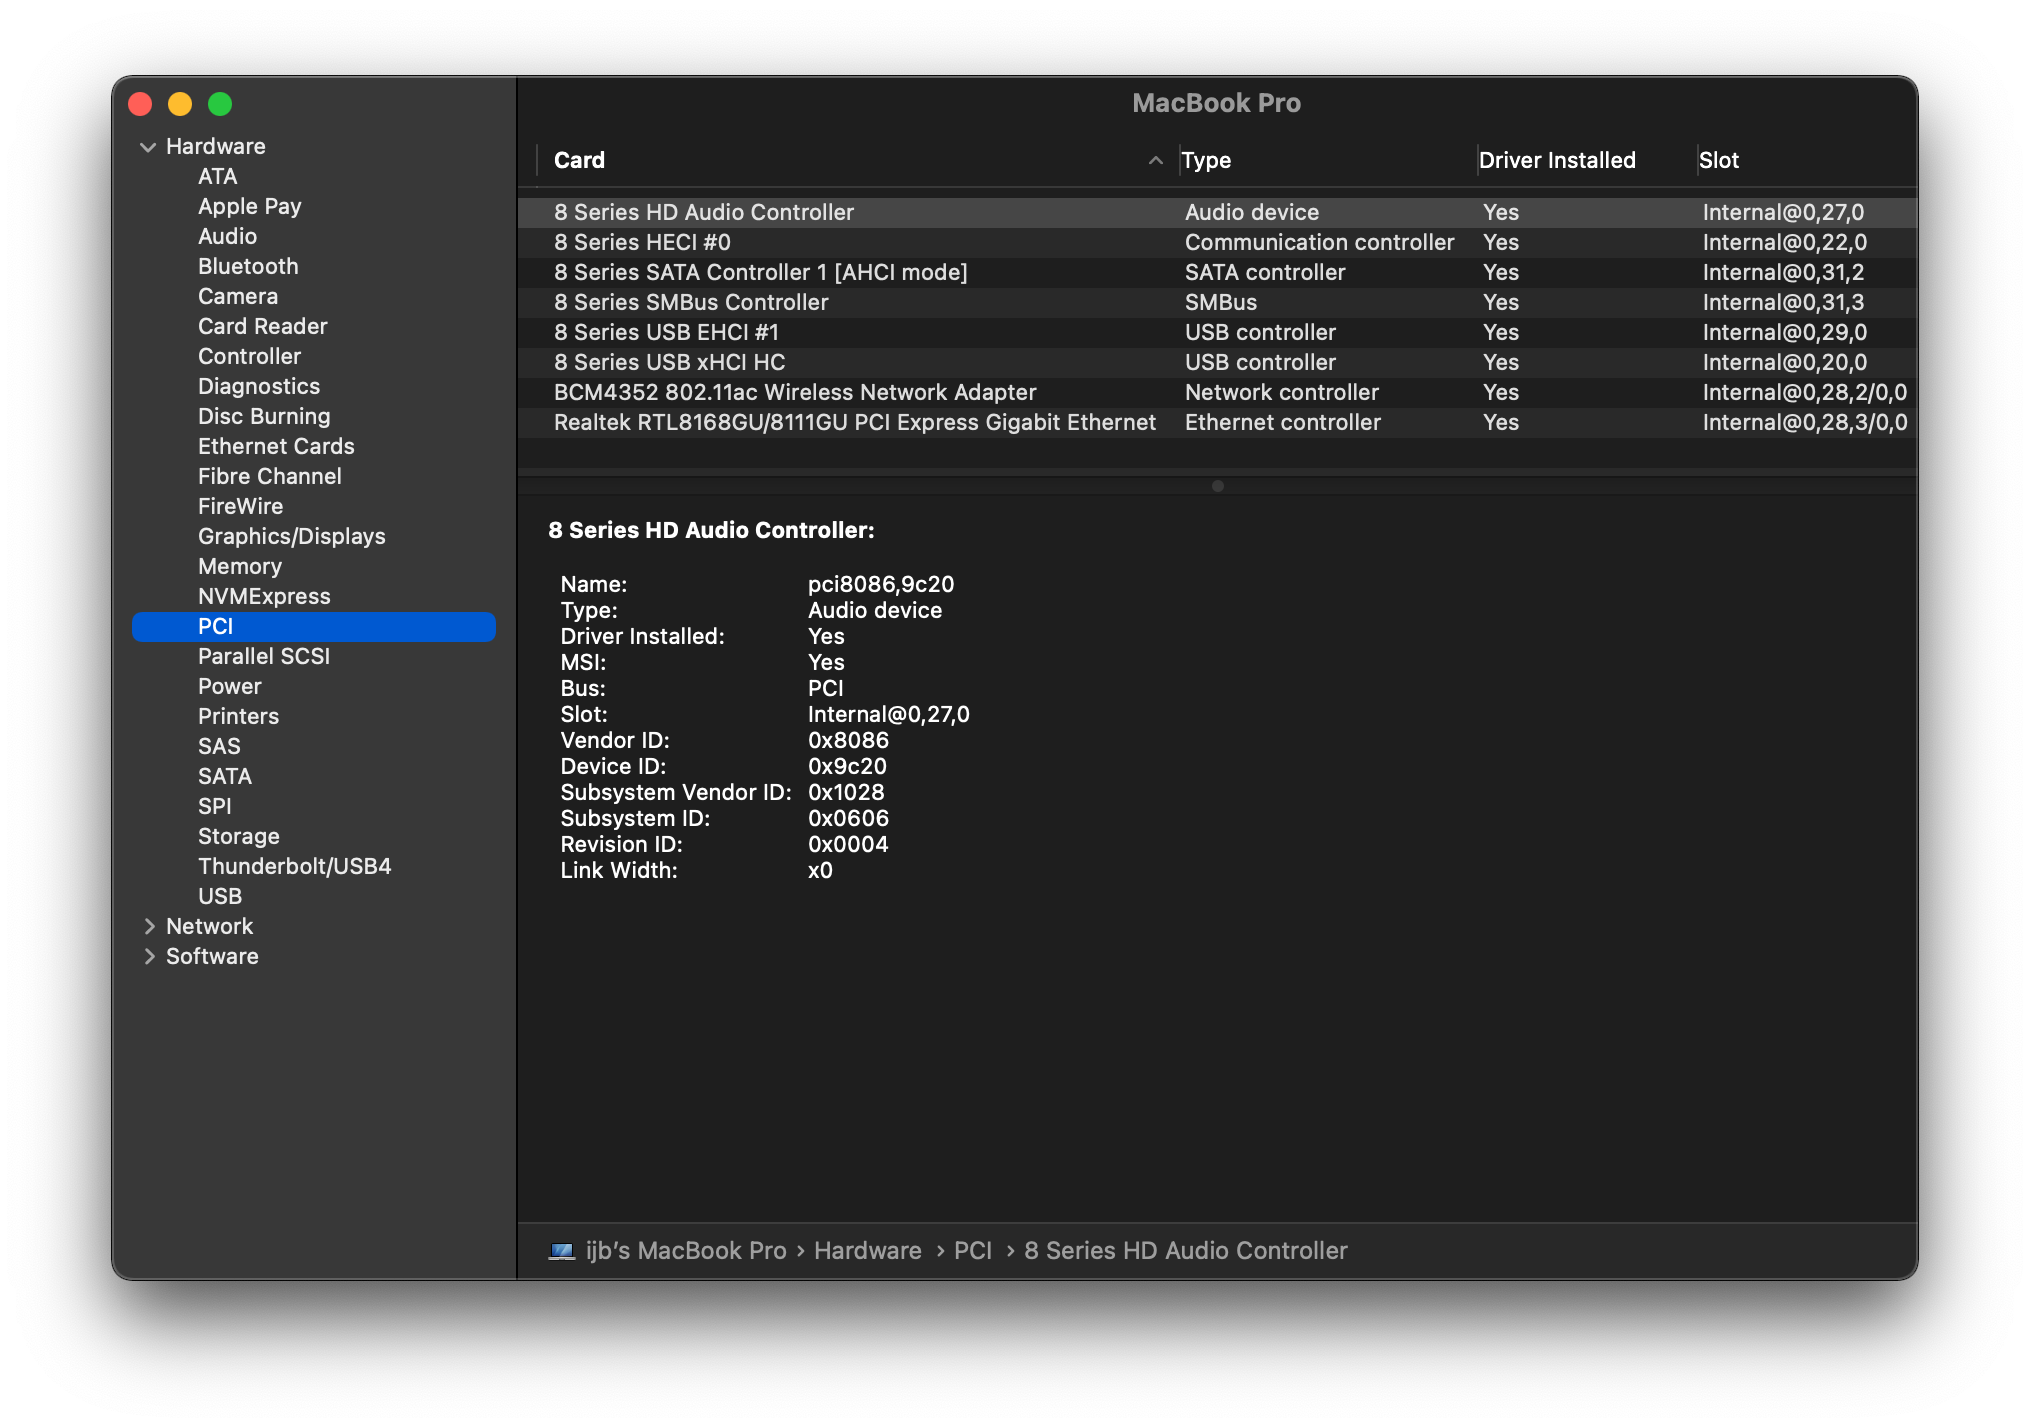 MacBook Pro
Hardware
ATA
Apple Pay
Audio
Bluetooth
Camera
Card Reader
Controller
Diagnostics
Disc Burning
Ethernet Cards
Fibre Channel
FireWire
Graphics/Displays
Memory
NVMExpress
PCI
Parallel SCSI
Power
Printers
SAS
SATA
SPI
Storage
Thunderbolt/USB4
USB
Network
Software
Card Type Driver Installed Slot
8 Series HD Audio Controller Audio device Yes Internal@0,27,0
8 Series HECI #0 Communication controller Yes Internal@0,22,0
8 Series SATA Controller 1 [AHCI mode] SATA controller Yes Internal@0,31,2
8 Series SMBus Controller SMBus Yes Internal@0,31,3
8 Series USB EHCI #1 USB controller Yes Internal@0,29,0
8 Series USB xHCI HC USB controller Yes Internal@0,20,0
BCM4352 802.11ac Wireless Network Adapter Network controller Yes Internal@0,28,2/0,0
Realtek RTL8168GU/8111GU PCI Express Gigabit Ethernet Ethernet controller Yes Internal@0,28,3/0,0
8 Series HD Audio Controller:
Name: pci8086,9c20
Type: Audio device
Driver Installed: Yes
MSI: Yes
Bus: PCI
Slot: Internal@0,27,0
Vendor ID: 0x8086
Device ID: 0x9c20
Subsystem Vendor ID: 0x1028
Subsystem ID: 0x0606
Revision ID: 0x0004
Link Width: x0
ijb’s MacBook Pro › Hardware › PCI › 8 Series HD Audio Controller